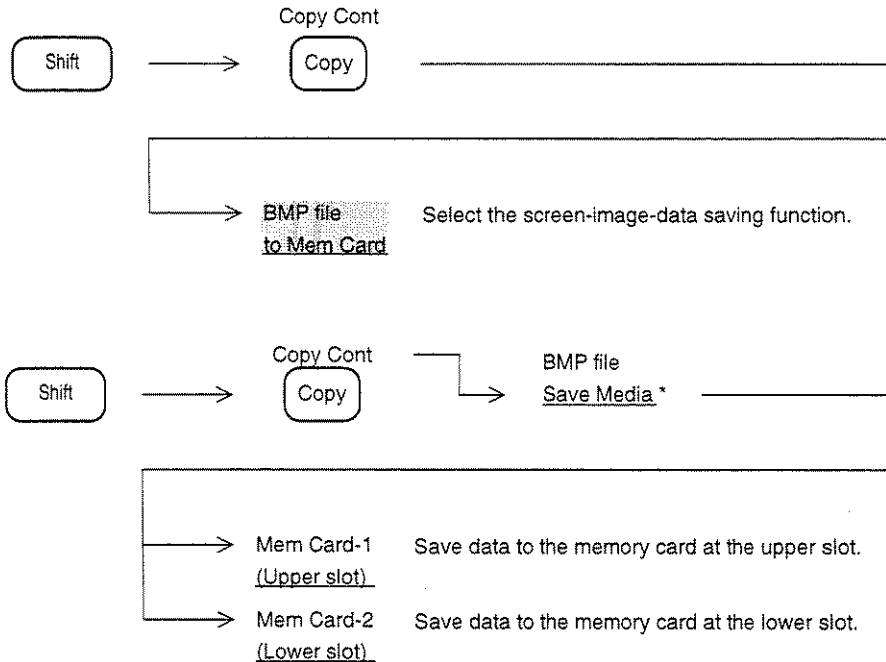 Copy Cont
Shift
Copy
BMP file
to Mem Card
Select the screen-image-data saving function.
Copy Cont
Shift
Copy
BMP file
Save Media *
Mem Card-1
(Upper slot)
Save data to the memory card at the upper slot.
Mem Card-2
(Lower slot)
Save data to the memory card at the lower slot.